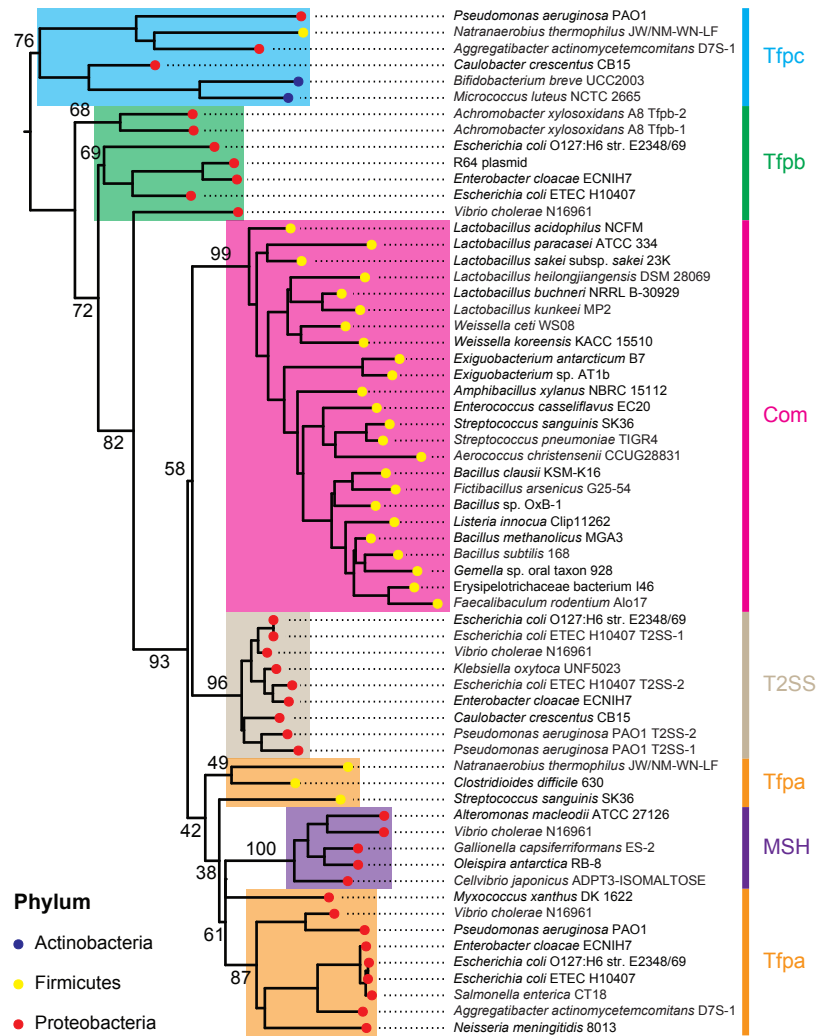 76
Pseudomonas aeruginosa PAO1
Natranaerobius thermophilus JW/NM-WN-LF
Aggregatibacter actinomycetemcomitans D7S-1
Caulobacter crescentus CB15
Bifidobacterium breve UCC2003
Micrococcus luteus NCTC 2665
Tfpc
68
Achromobacter xylosoxidans A8 Tfpb-2
Achromobacter xylosoxidans A8 Tfpb-1
69
Escherichia coli O127:H6 str. E2348/69
R64 plasmid
Enterobacter cloacae ECNIH7
Escherichia coli ETEC H10407
Vibrio cholerae N16961
Tfpb
99
72
82
58
93
Lactobacillus acidophilus NCFM
Lactobacillus paracasei ATCC 334
Lactobacillus sakei subsp. sakei 23K
Lactobacillus heilongjiangensis DSM 28069
Lactobacillus buchneri NRRL B-30929
Lactobacillus kunkeei MP2
Weissella ceti WS08
Weissella koreensis KACC 15510
Exiguobacterium antarcticum B7
Exiguobacterium sp. AT1b
Amphibacillus xylanus NBRC 15112
Enterococcus casseliflavus EC20
Streptococcus sanguinis SK36
Streptococcus pneumoniae TIGR4
Aerococcus christensenii CCUG28831
Bacillus clausii KSM-K16
Fictibacillus arsenicus G25-54
Bacillus sp. OxB-1
Listeria innocua Clip11262
Bacillus methanolicus MGA3
Bacillus subtilis 168
Gemella sp. oral taxon 928
Erysipelotrichaceae bacterium I46
Faecalibaculum rodentium Alo17
Com
96
Escherichia coli O127:H6 str. E2348/69
Escherichia coli ETEC H10407 T2SS-1
Vibrio cholerae N16961
Klebsiella oxytoca UNF5023
Escherichia coli ETEC H10407 T2SS-2
Enterobacter cloacae ECNIH7
Caulobacter crescentus CB15
Pseudomonas aeruginosa PAO1 T2SS-2
Pseudomonas aeruginosa PAO1 T2SS-1
T2SS
49
42
Natranaerobius thermophilus JW/NM-WN-LF
Clostridioides difficile 630
Streptococcus sanguinis SK36
Tfpa
100
38
Alteromonas macleodii ATCC 27126
Vibrio cholerae N16961
Gallionella capsiferriformans ES-2
Oleispira antarctica RB-8
Cellvibrio japonicus ADPT3-ISOMALTOSE
MSH
61
87
Myxococcus xanthus DK 1622
Vibrio cholerae N16961
Pseudomonas aeruginosa PAO1
Enterobacter cloacae ECNIH7
Escherichia coli O127:H6 str. E2348/69
Escherichia coli ETEC H10407
Salmonella enterica CT18
Aggregatibacter actinomycetemcomitans D7S-1
Neisseria meningitidis 8013
Tfpa
Phylum
Actinobacteria
Firmicutes
Proteobacteria